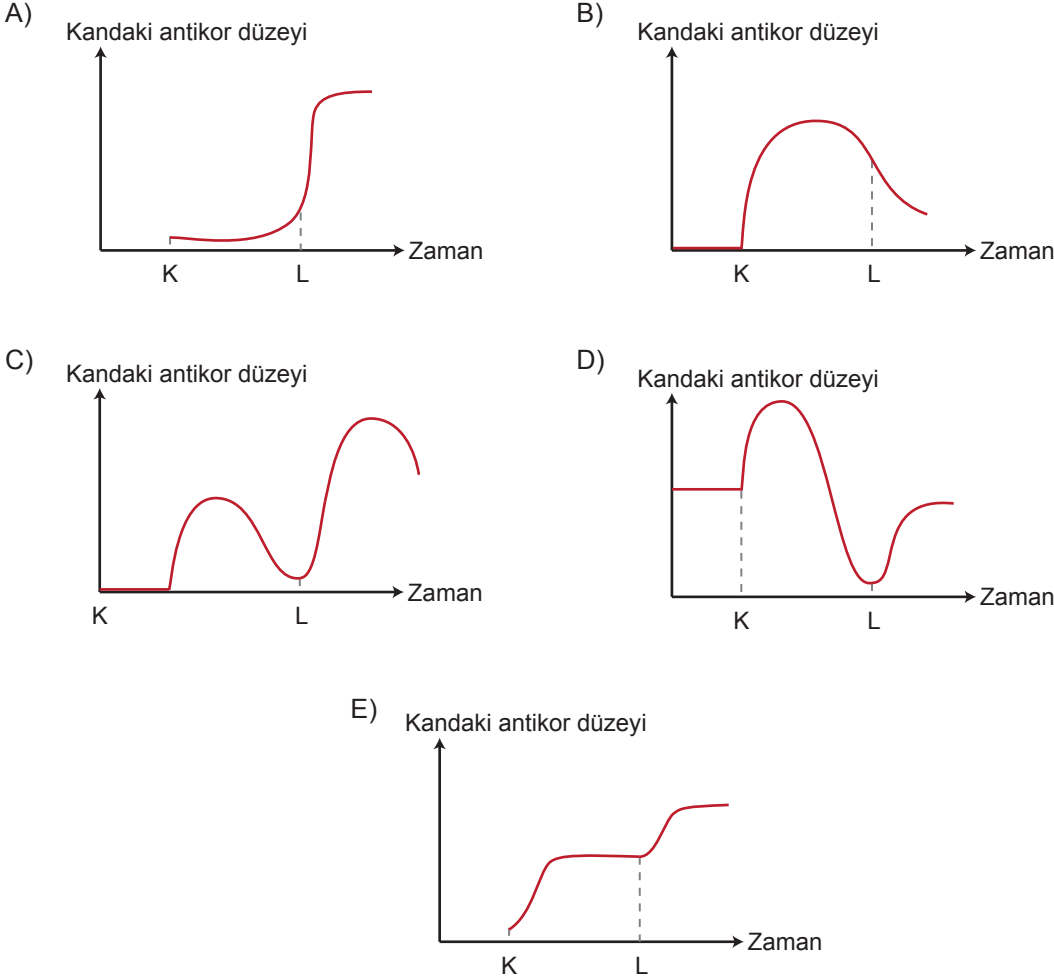 A)
Kandaki antikor düzeyi
Zaman
K
L
B)
Kandaki antikor düzeyi
Zaman
K
L
C)
Kandaki antikor düzeyi
Zaman
K
L
D)
Kandaki antikor düzeyi
Zaman
K
L
E)
Kandaki antikor düzeyi
Zaman
K
L